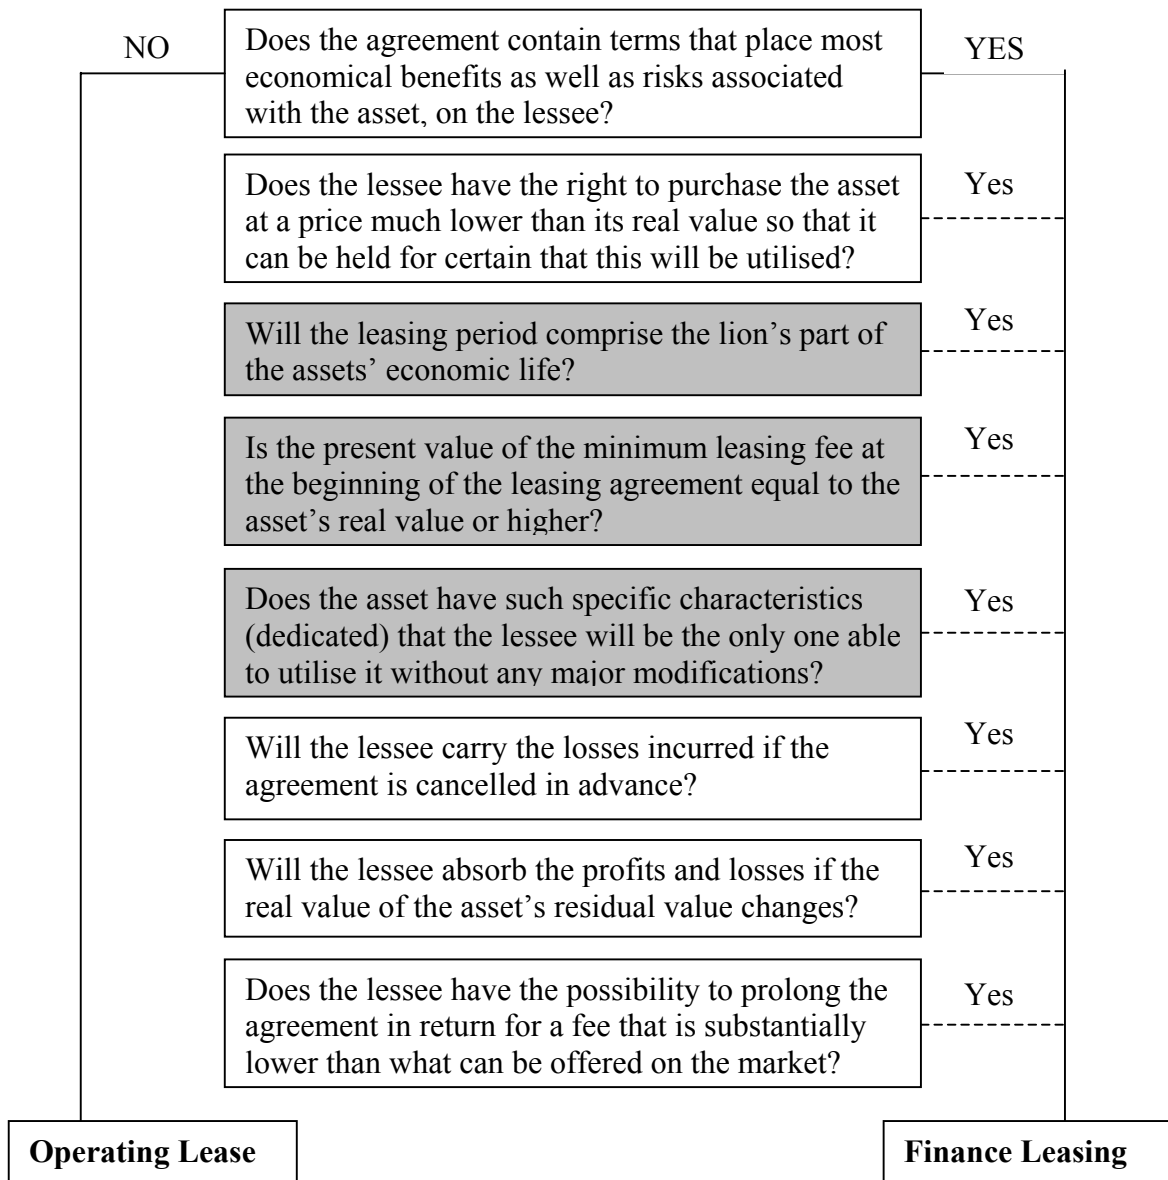 NO
Does the agreement contain terms that place most
economical benefits as well as risks associated
with the asset, on the lessee?
YES
Does the lessee have the right to purchase the asset
at a price much lower than its real value so that it
can be held for certain that this will be utilised?
Yes
Will the leasing period comprise the lion’s part of
the assets’ economic life?
Yes
Is the present value of the minimum leasing fee at
the beginning of the leasing agreement equal to the
asset’s real value or higher?
Yes
Does the asset have such specific characteristics
(dedicated) that the lessee will be the only one able
to utilise it without any major modifications?
Yes
Will the lessee carry the losses incurred if the
agreement is cancelled in advance?
Yes
Will the lessee absorb the profits and losses if the
real value of the asset’s residual value changes?
Yes
Does the lessee have the possibility to prolong the
agreement in return for a fee that is substantially
lower than what can be offered on the market?
Yes
Operating Lease
Finance Leasing